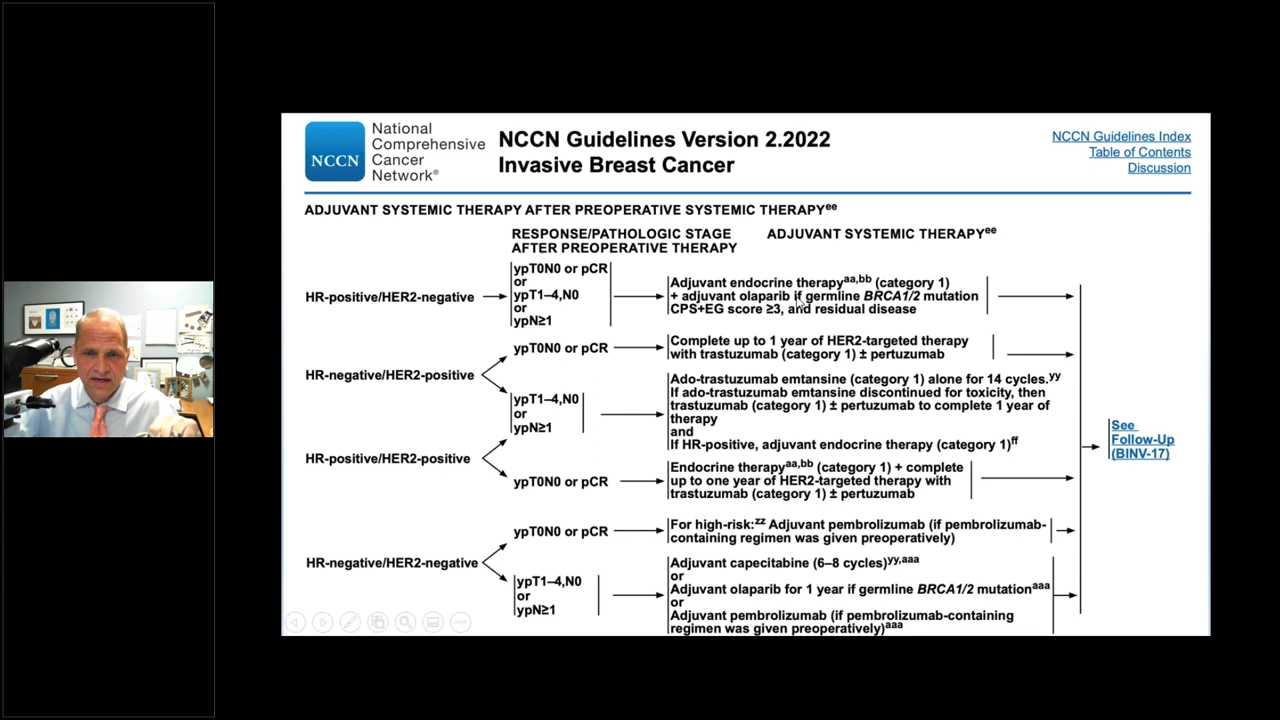 National
Comprehensive
Cancer
Network®
NCCN
NCCN Guidelines Version 2.2022
Invasive Breast Cancer
NCCN Guidelines Index
Table of Contents
Discussion
ADJUVANT SYSTEMIC THERAPY AFTER PREOPERATIVE SYSTEMIC THERAPYee
RESPONSE/PATHOLOGIC STAGE
AFTER PREOPERATIVE THERAPY
ADJUVANT SYSTEMIC THERAPYee
HR-positive/HER2-negative
ypT0N0 or pCR
or
ypT1–4,N0
or
ypN≥1
Adjuvant endocrine therapyaa,bb (category 1)
+ adjuvant olaparib if germline BRCA1/2 mutation
CPS+EG score ≥3, and residual disease
HR-negative/HER2-positive
ypT0N0 or pCR
Complete up to 1 year of HER2-targeted therapy
with trastuzumab (category 1) ± pertuzumab
ypT1–4,N0
or
ypN≥1
Ado-trastuzumab emtansine (category 1) alone for 14 cycles.yy
If ado-trastuzumab emtansine discontinued for toxicity, then
trastuzumab (category 1) ± pertuzumab to complete 1 year of
therapy
and
If HR-positive, adjuvant endocrine therapy (category 1)ff
HR-positive/HER2-positive
ypT0N0 or pCR
Endocrine therapyaa,bb (category 1) + complete
up to one year of HER2-targeted therapy with
trastuzumab (category 1) ± pertuzumab
HR-negative/HER2-negative
ypT0N0 or pCR
For high-risk:zz Adjuvant pembrolizumab (if pembrolizumab-
containing regimen was given preoperatively)
ypT1–4,N0
or
ypN≥1
Adjuvant capecitabine (6–8 cycles)yy,aaa
or
Adjuvant olaparib for 1 year if germline BRCA1/2 mutationaaa
or
Adjuvant pembrolizumab (if pembrolizumab-containing
regimen was given preoperatively)aaa
See
Follow-Up
(BINV-17)